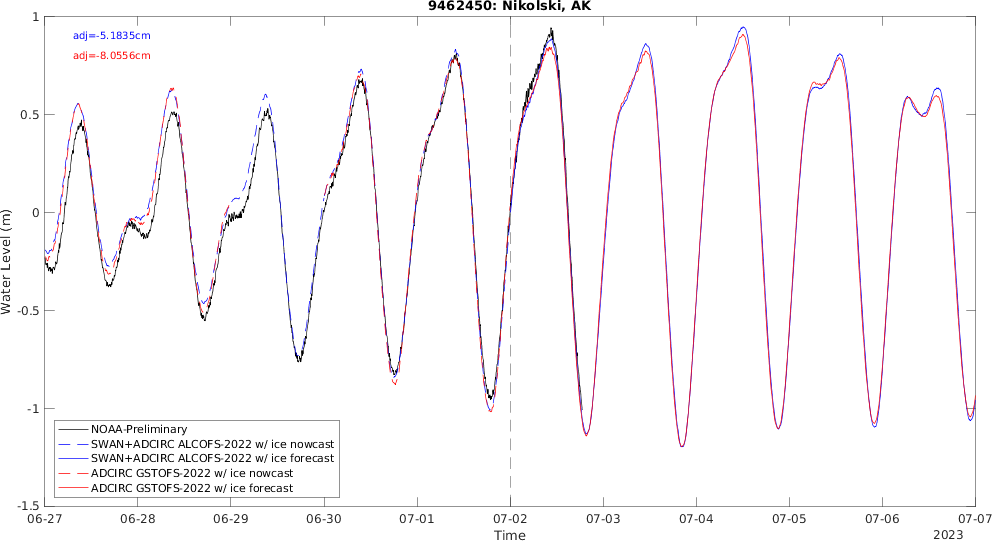 9462450: Nikolski, AK
adj=-5.1835cm
adj=-8.0556cm
Water Level (m)
1
0.5
0
-0.5
-1
-1.5
NOAA-Preliminary
SWAN+ADCIRC ALCOFS-2022 w/ ice nowcast
SWAN+ADCIRC ALCOFS-2022 w/ ice forecast
ADCIRC GSTOFS-2022 w/ ice nowcast
ADCIRC GSTOFS-2022 w/ ice forecast
06-27 06-28 06-29 06-30 07-01 07-02 07-03 07-04 07-05 07-06 07-07
Time
2023